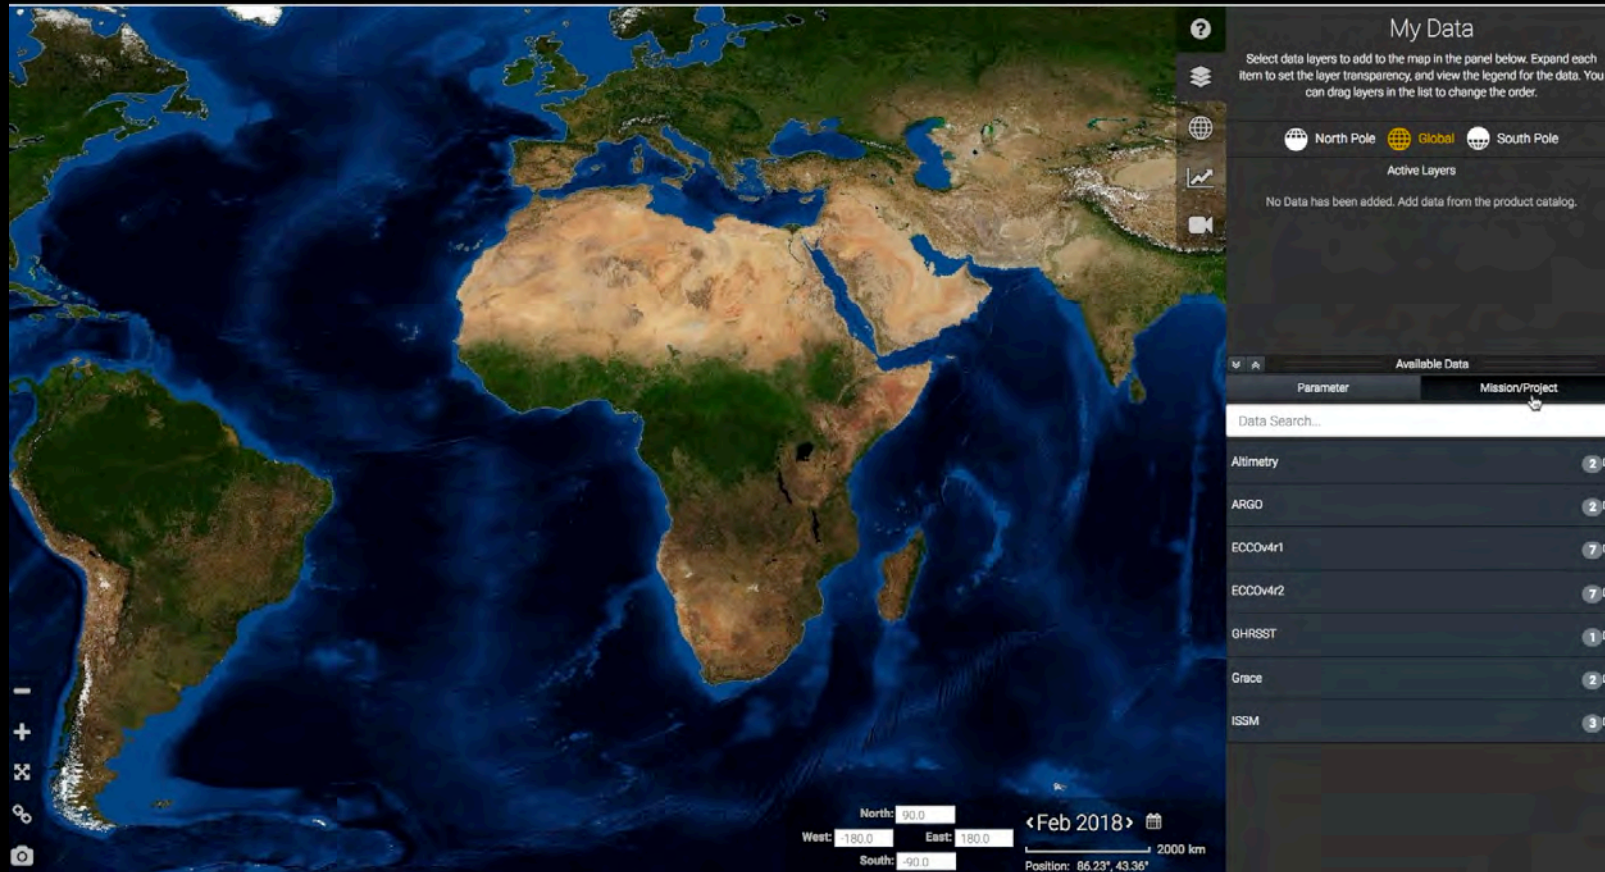 My Data
Select data layers to add to the map in the panel below. Expand each
item to set the layer transparency, and view the legend for the data. You
can drag layers in the list to change the order.
North Pole Global South Pole
Active Layers
No Data has been added. Add data from the product catalog.
Available Data
Parameter Mission/Project
Data Search...
Altimetry 2
ARGO 2
ECCOv4r1 7
ECCOv4r2 7
GHRSST 1
Grace 2
ISSM 3
North: 90.0
West: -180.0 East: 180.0
South: -90.0
‹Feb 2018›
2000 km
Position: 86.23°, 43.36°